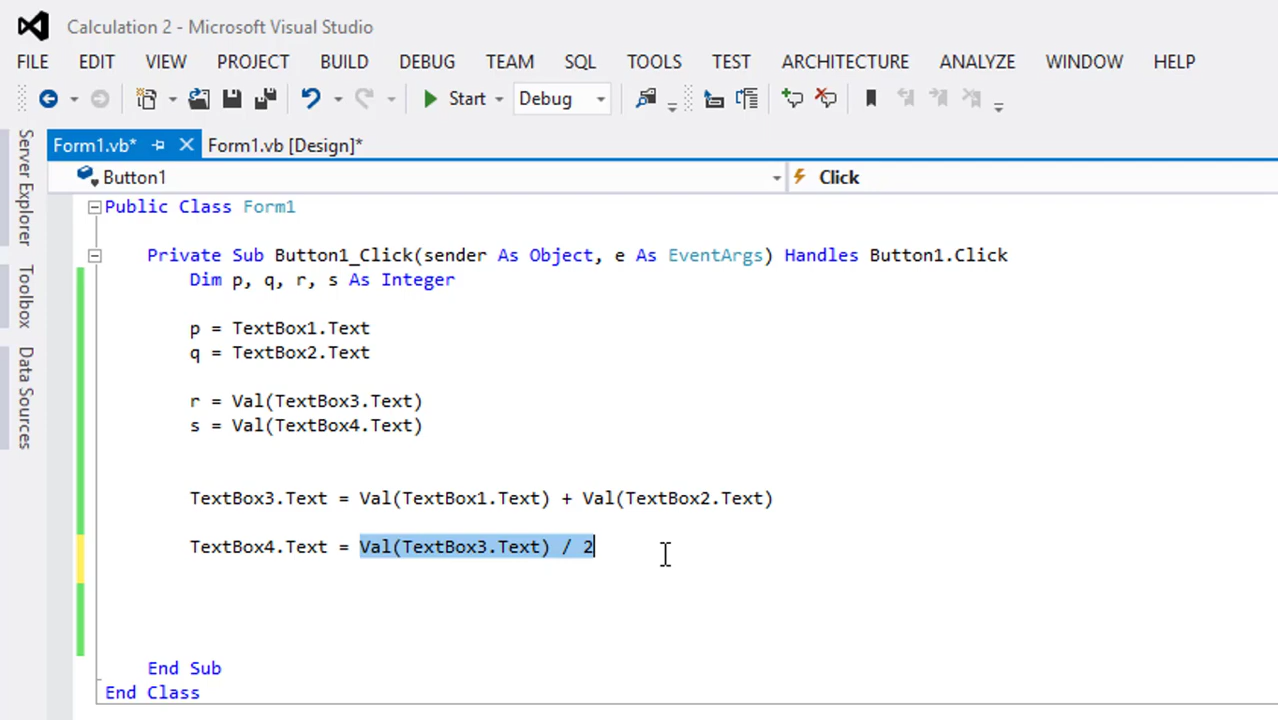 Calculation 2 - Microsoft Visual Studio
FILE EDIT VIEW PROJECT BUILD DEBUG TEAM SQL TOOLS TEST ARCHITECTURE ANALYZE WINDOW HELP
Start Debug
Form1.vb* Form1.vb [Design]*
Button1 Click
Server Explorer
Toolbox
Data Sources
Public Class Form1
Private Sub Button1_Click(sender As Object, e As EventArgs) Handles Button1.Click
Dim p, q, r, s As Integer
p = TextBox1.Text
q = TextBox2.Text
r = Val(TextBox3.Text)
s = Val(TextBox4.Text)
TextBox3.Text = Val(TextBox1.Text) + Val(TextBox2.Text)
TextBox4.Text = Val(TextBox3.Text) / 2
End Sub
End Class